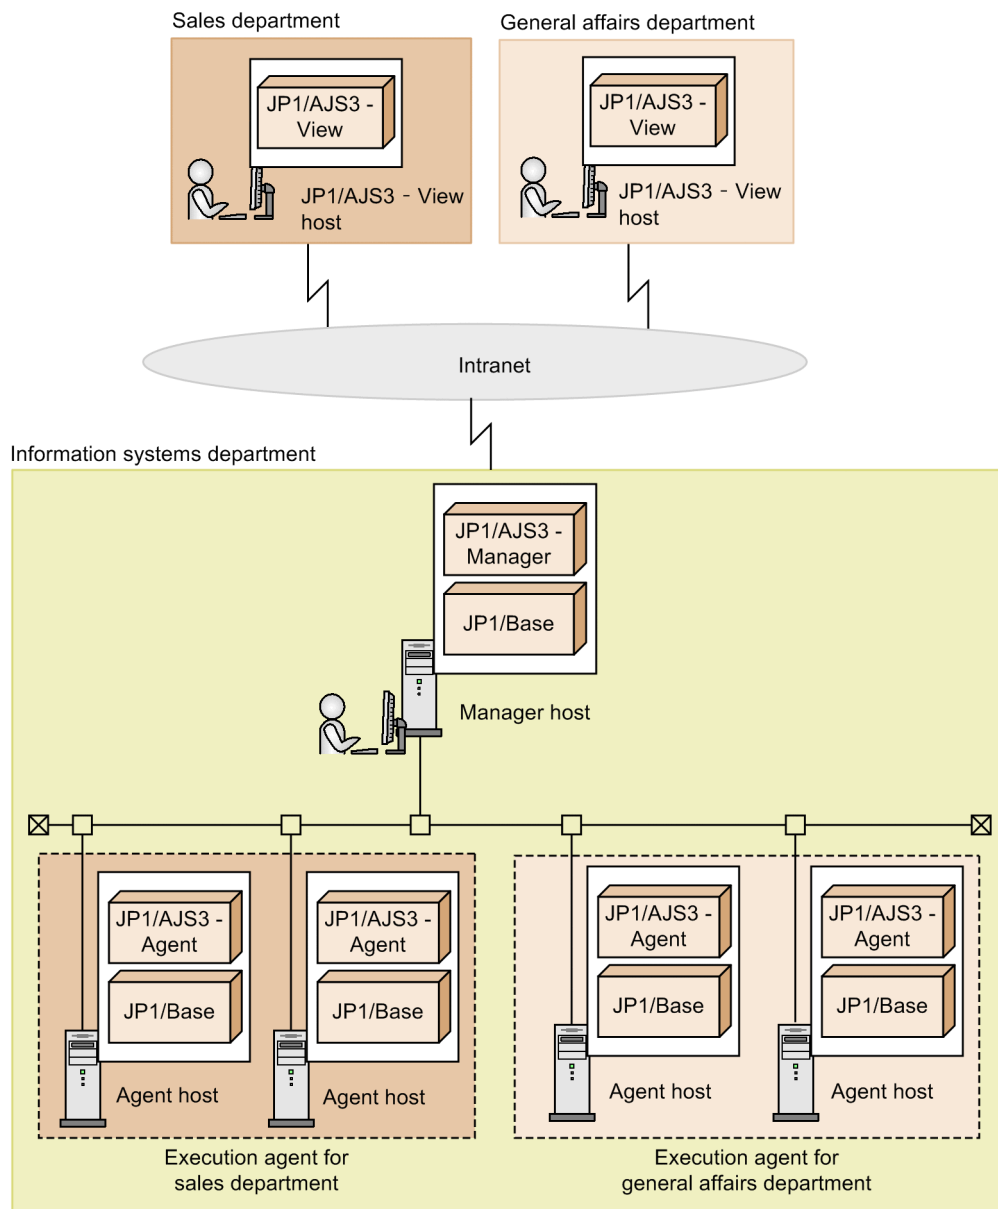 Sales department
General affairs department
JP1/AJS3 -
View
JP1/AJS3 - View
host
JP1/AJS3 -
View
JP1/AJS3 - View
host
Intranet
Information systems department
JP1/AJS3 -
Manager
JP1/Base
Manager host
JP1/AJS3 -
Agent
JP1/Base
Agent host
JP1/AJS3 -
Agent
JP1/Base
Agent host
JP1/AJS3 -
Agent
JP1/Base
Agent host
JP1/AJS3 -
Agent
JP1/Base
Agent host
Execution agent for
sales department
Execution agent for
general affairs department